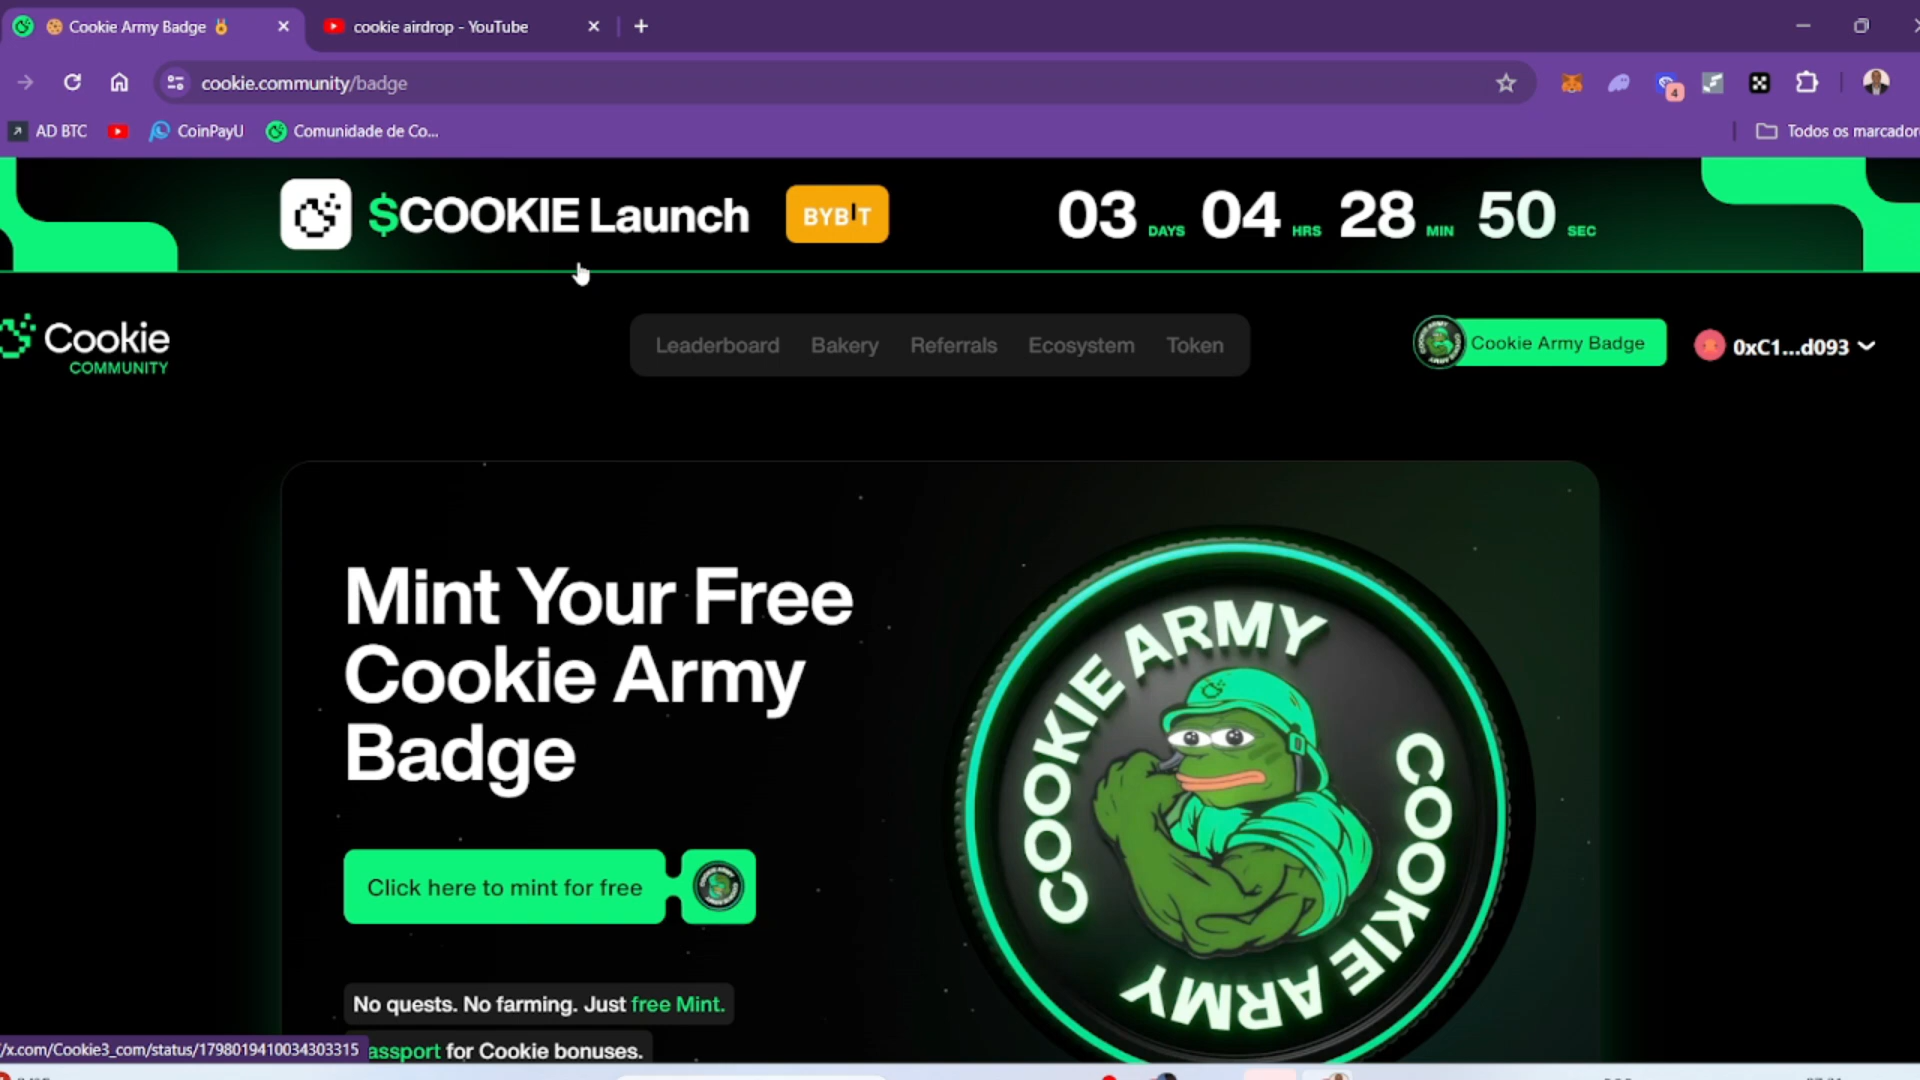 Cookie Army Badge
cookie airdrop - YouTube
cookie.community/badge
4
AD BTC
CoinPayU
Comunidade de Co...
Todos os marcador
$COOKIE Launch
BYBIT
03 DAYS 04 HRS 28 MIN 50 SEC
Cookie
COMMUNITY
Leaderboard
Bakery
Referrals
Ecosystem
Token
Cookie Army Badge
0xC1...d093
Mint Your Free
Cookie Army
Badge
COOKIE ARMY
COOKIE ARMY
Click here to mint for free
No quests. No farming. Just free Mint.
assport for Cookie bonuses.
/x.com/Cookie3_com/status/1798019410034303315